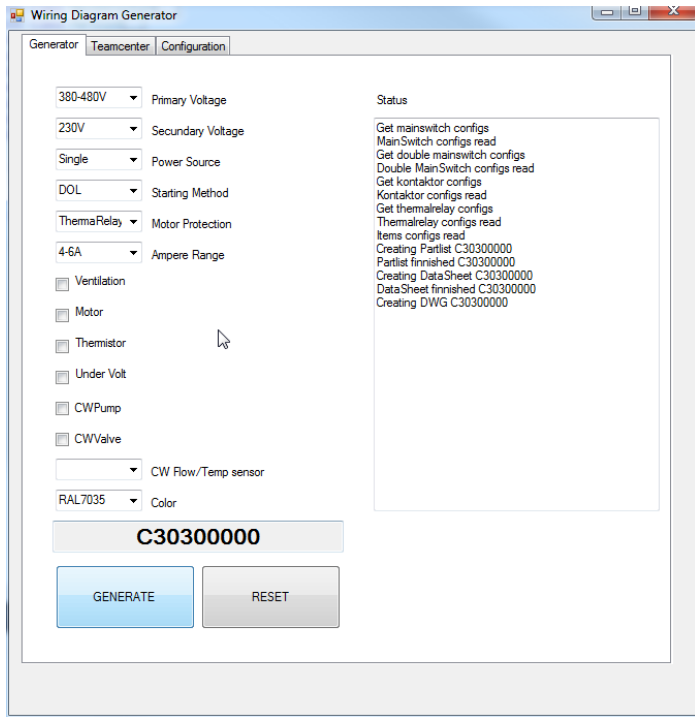 Wiring Diagram Generator
Generator Teamcenter Configuration
380-480V Primary Voltage
230V Secundary Voltage
Single Power Source
DOL Starting Method
ThermaRelay Motor Protection
4-6A Ampere Range
Ventilation
Motor
Thermistor
Under Volt
CWPump
CWValve
CW Flow/Temp sensor
RAL7035 Color
C30300000
GENERATE RESET
Status
Get mainswitch configs
MainSwitch configs read
Get double mainswitch configs
Double MainSwitch configs read
Get kontaktor configs
Kontaktor configs read
Get thermalrelay configs
Thermalrelay configs read
Items configs read
Creating Partlist C30300000
Partlist finnished C30300000
Creating DataSheet C30300000
DataSheet finnished C30300000
Creating DWG C30300000